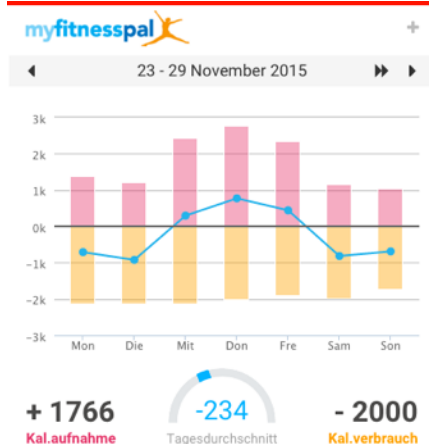 myfitnesspal
+
23 - 29 November 2015
3k
2k
1k
0k
-1k
-2k
-3k
Mon Die Mit Don Fre Sam Son
+ 1766 -234 - 2000
Kal.aufnahme Tagesdurchschnitt Kal.verbrauch